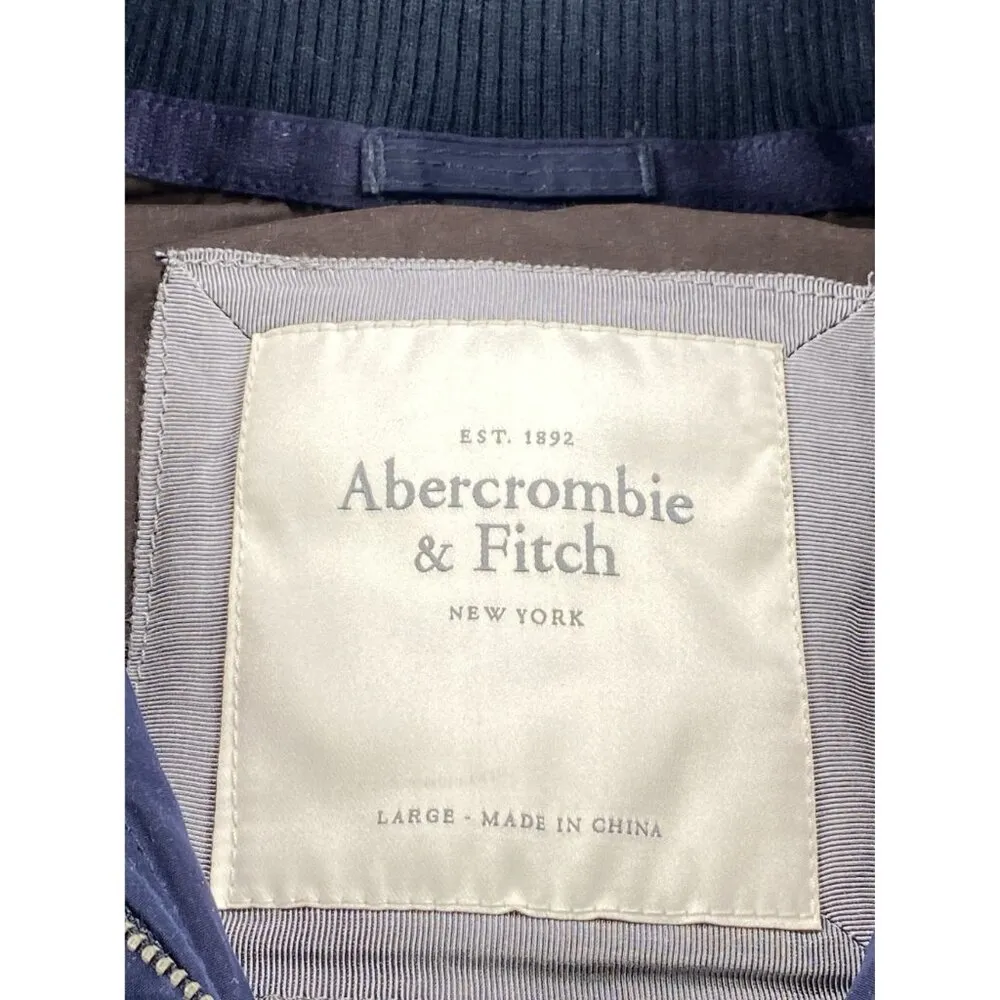 EST. 1892
Abercrombie
& Fitch
NEW YORK
LARGE - MADE IN CHINA